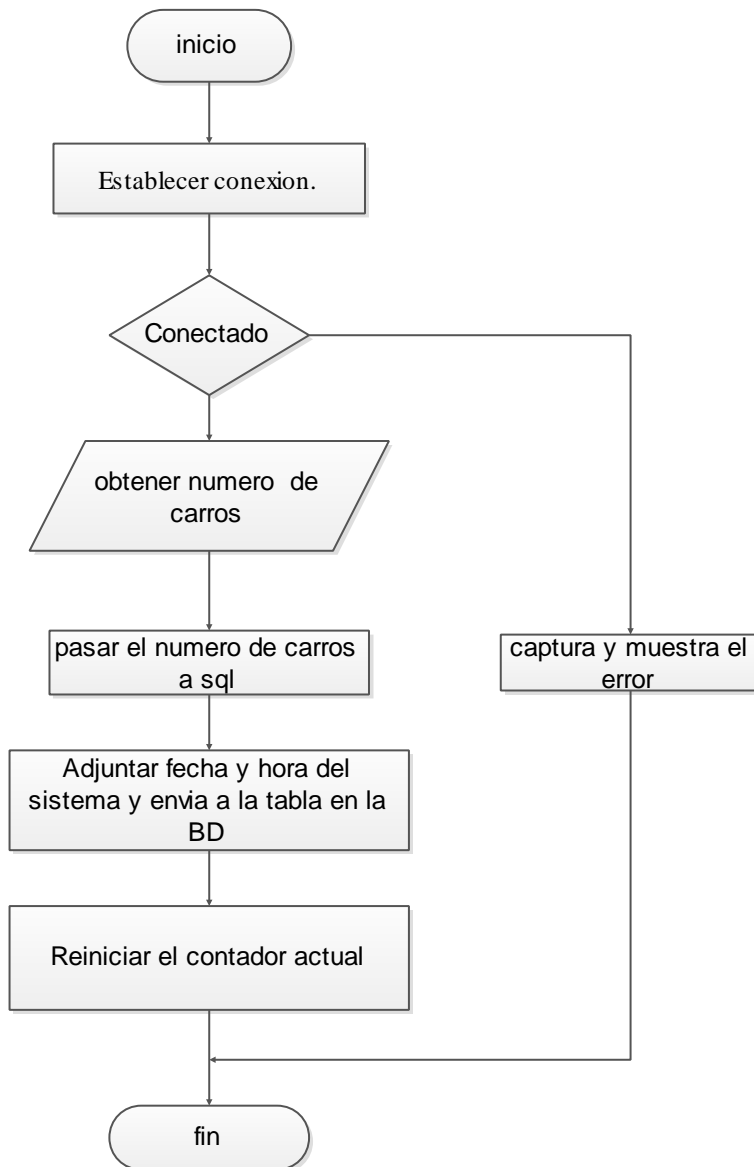 inicio
Establecer conexion.
Conectado
obtener numero de
carros
pasar el numero de carros
a sql
captura y muestra el
error
Adjuntar fecha y hora del
sistema y envia a la tabla en la
BD
Reiniciar el contador actual
fin